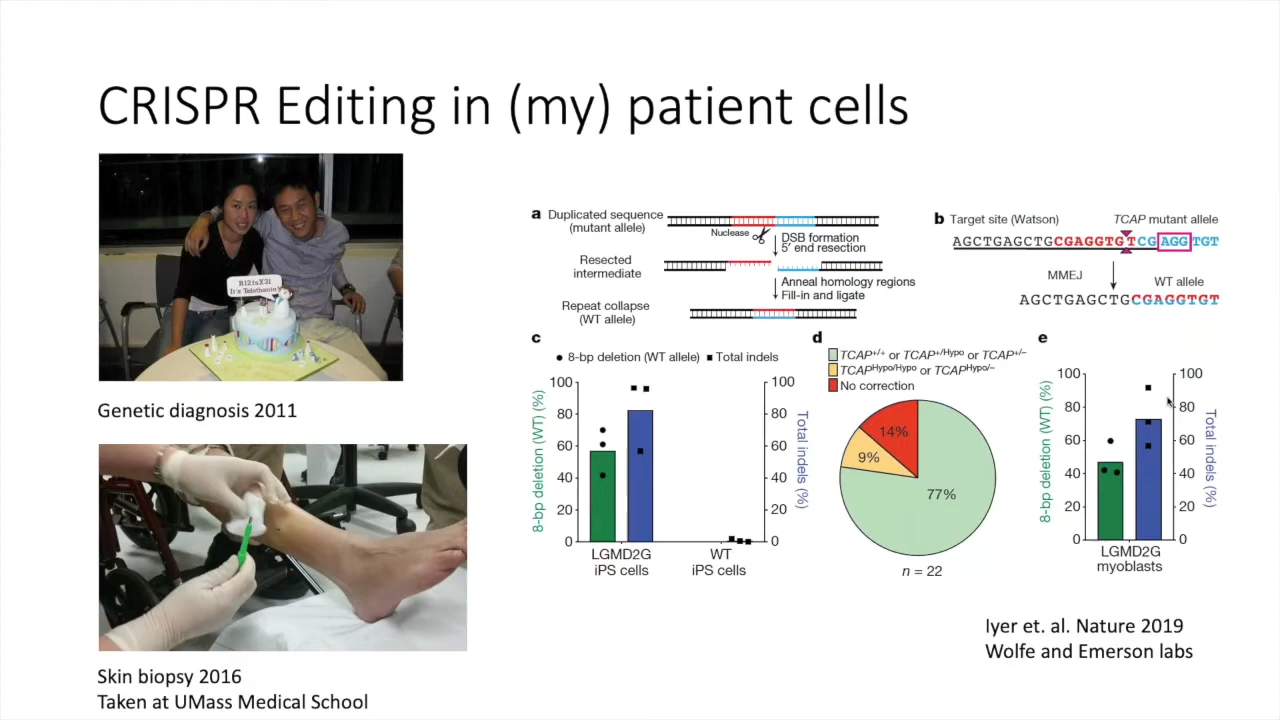 CRISPR Editing in (my) patient cells
It's Telethonin!
Genetic diagnosis 2011
Skin biopsy 2016
Taken at UMass Medical School
a
Duplicated sequence
(mutant allele)
Nuclease
DSB formation
5′ end resection
Resected
intermediate
Anneal homology regions
Fill-in and ligate
Repeat collapse
(WT allele)
b
Target site (Watson)
TCAP mutant allele
AGCTGAGCTGCGAGGTGTCGAGGTGT
MMEJ
WT allele
AGCTGAGCTGCGAGGTGT
c
● 8-bp deletion (WT allele) ■ Total indels
8-bp deletion (WT) (%)
100
80
60
40
20
0
100
80
60
40
20
0
Total indels (%)
LGMD2G
iPS cells
WT
iPS cells
d
TCAP+/+ or TCAP+/Hypo or TCAP+/−
TCAPHypo/Hypo or TCAPHypo/−
No correction
14%
9%
77%
n = 22
e
8-bp deletion (WT) (%)
100
80
60
40
20
0
100
80
60
40
20
0
Total indels (%)
LGMD2G
myoblasts
Iyer et. al. Nature 2019
Wolfe and Emerson labs